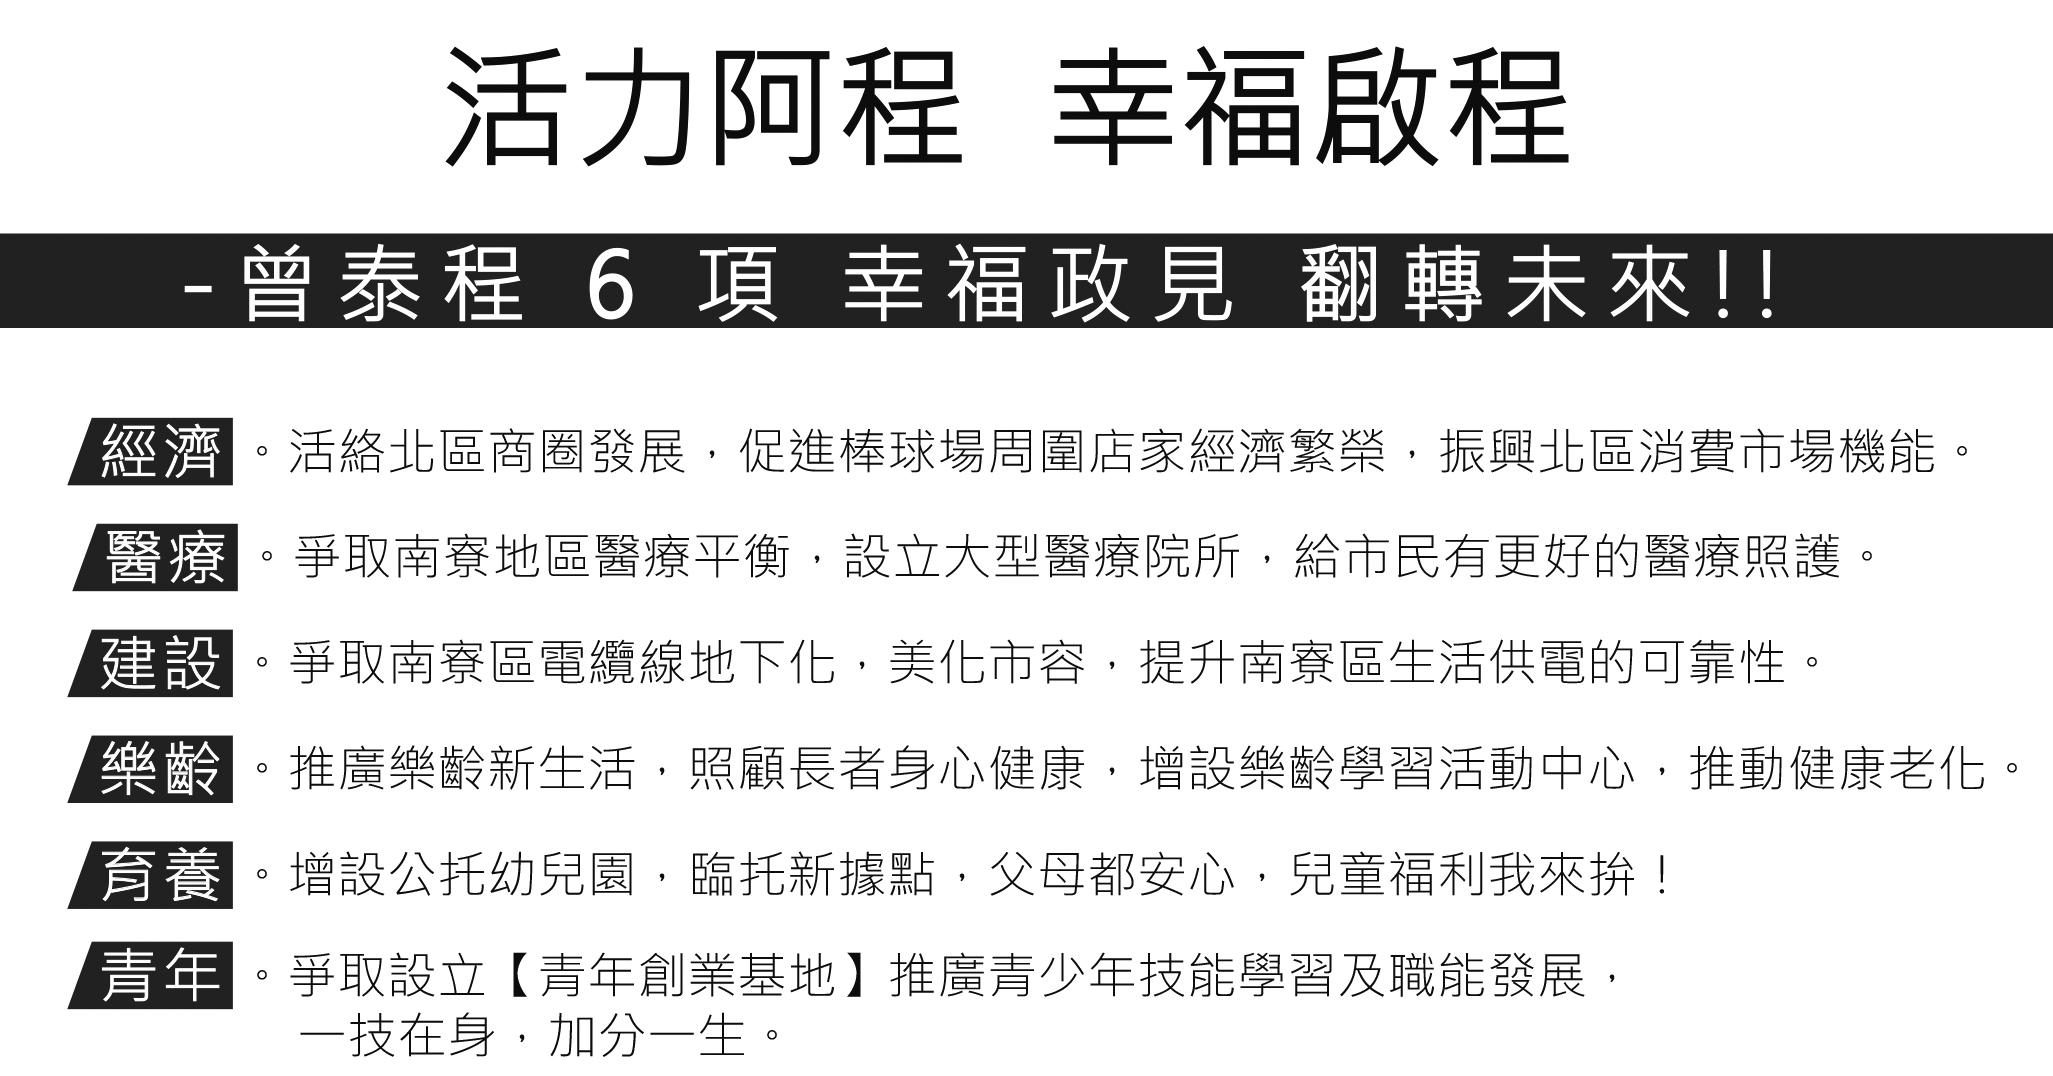 活力阿程 幸福啟程
-曾泰程 6 項 幸福政見 翻轉未來!!
經濟。活絡北區商圈發展，促進棒球場周圍店家經濟繁榮，振興北區消費市場機能。
醫療。爭取南寮地區醫療平衡，設立大型醫療院所，給市民有更好的醫療照護。
建設。爭取南寮區電纜線地下化，美化市容，提升南寮區生活供電的可靠性。
樂齡。推廣樂齡新生活，照顧長者身心健康，增設樂齡學習活動中心，推動健康老化。
育養。增設公托幼兒園，臨托新據點，父母都安心，兒童福利我來拚！
青年。爭取設立【青年創業基地】推廣青少年技能學習及職能發展，
一技在身，加分一生。